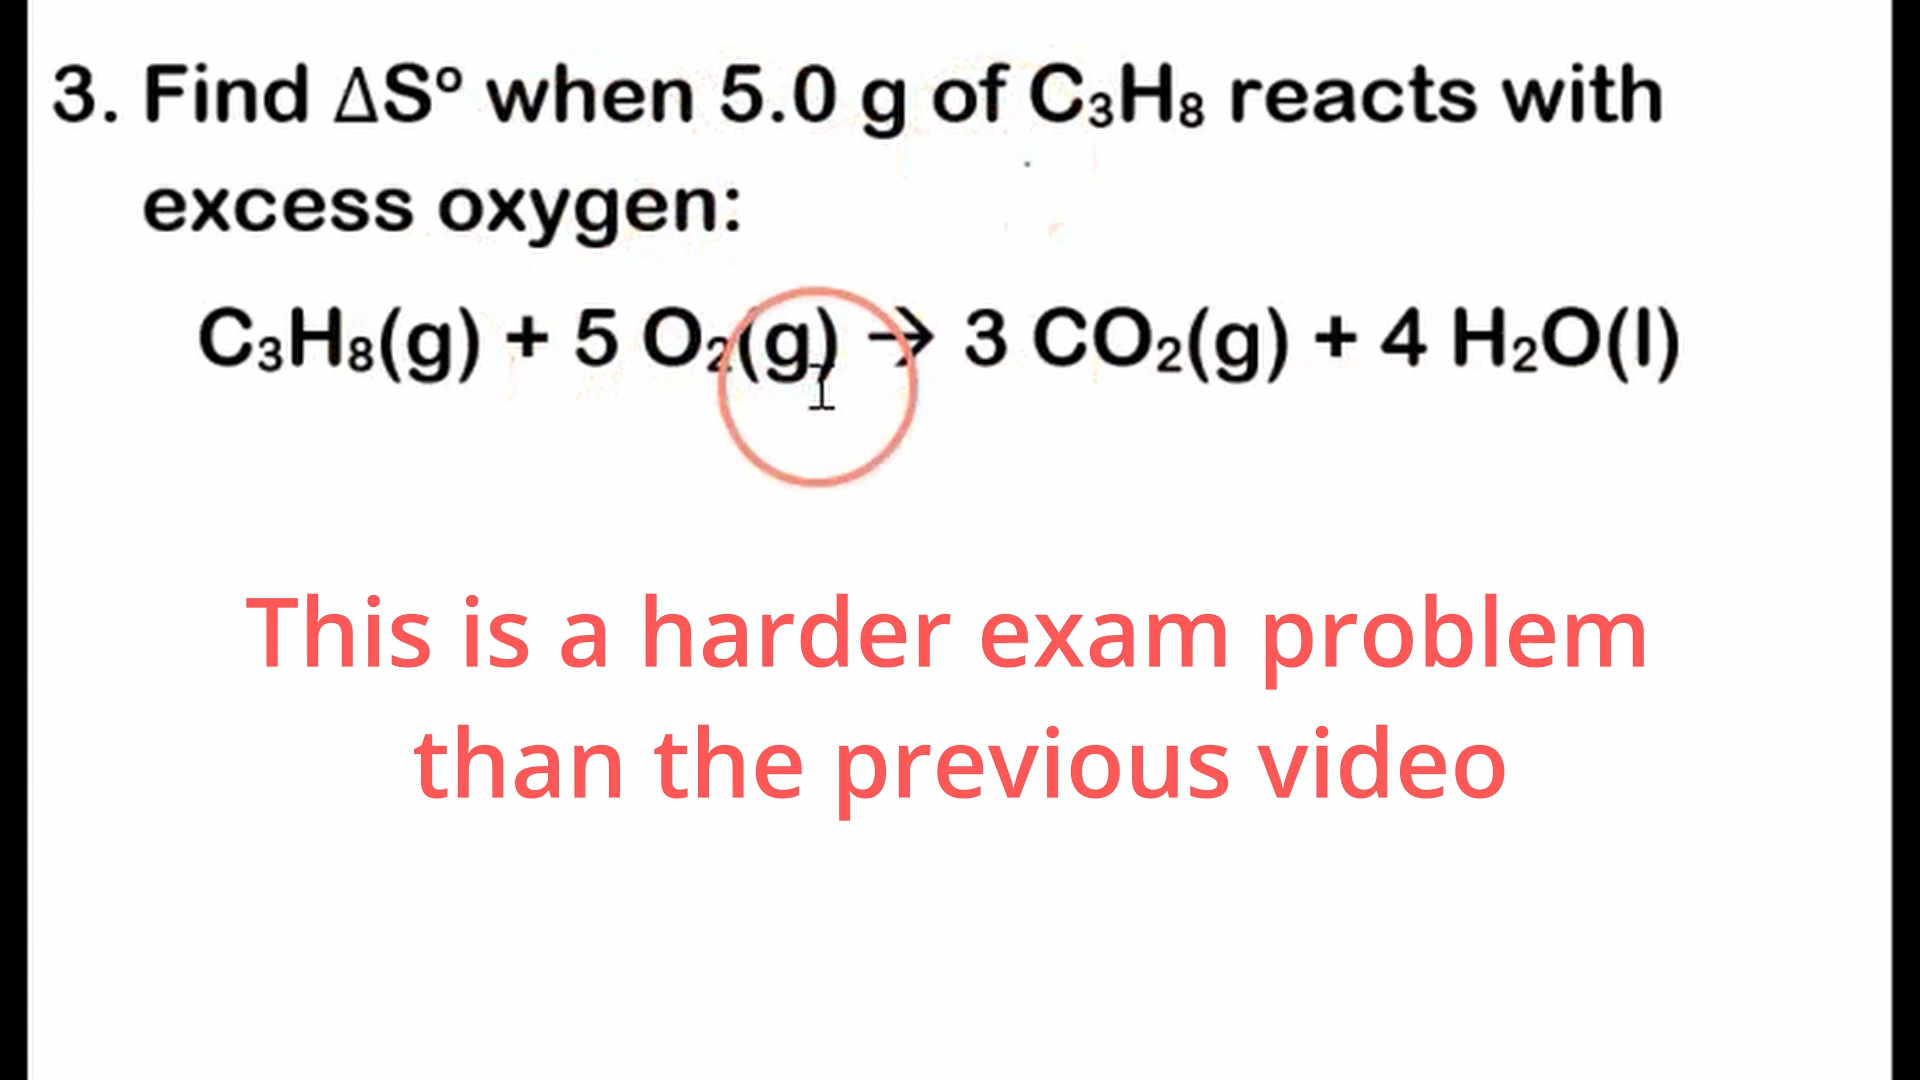 3. Find ΔSº when 5.0 g of C₃H₈ reacts with
excess oxygen:
C₃H₈(g) + 5 O₂(g) → 3 CO₂(g) + 4 H₂O(l)
This is a harder exam problem
than the previous video